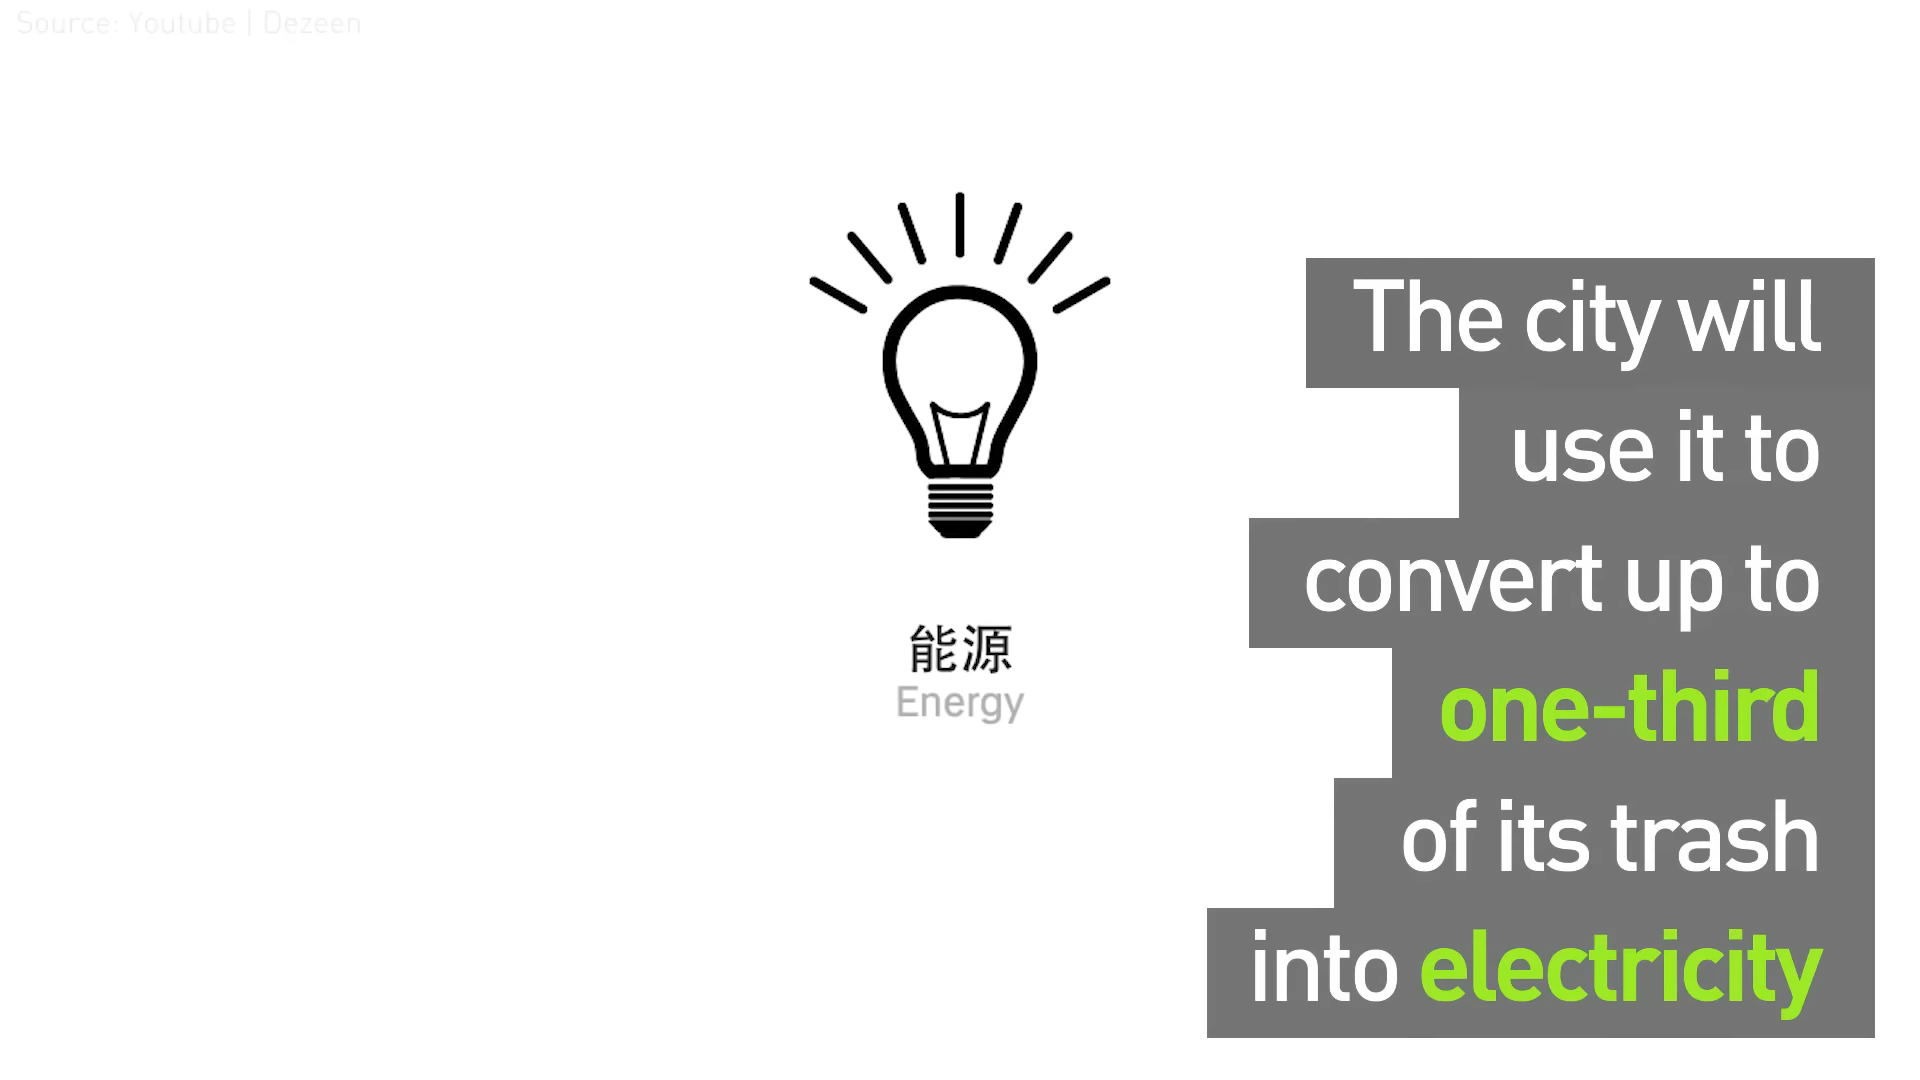 Source: Youtube | Dezeen
能源
Energy
The city will
use it to
convert up to
one-third
of its trash
into electricity